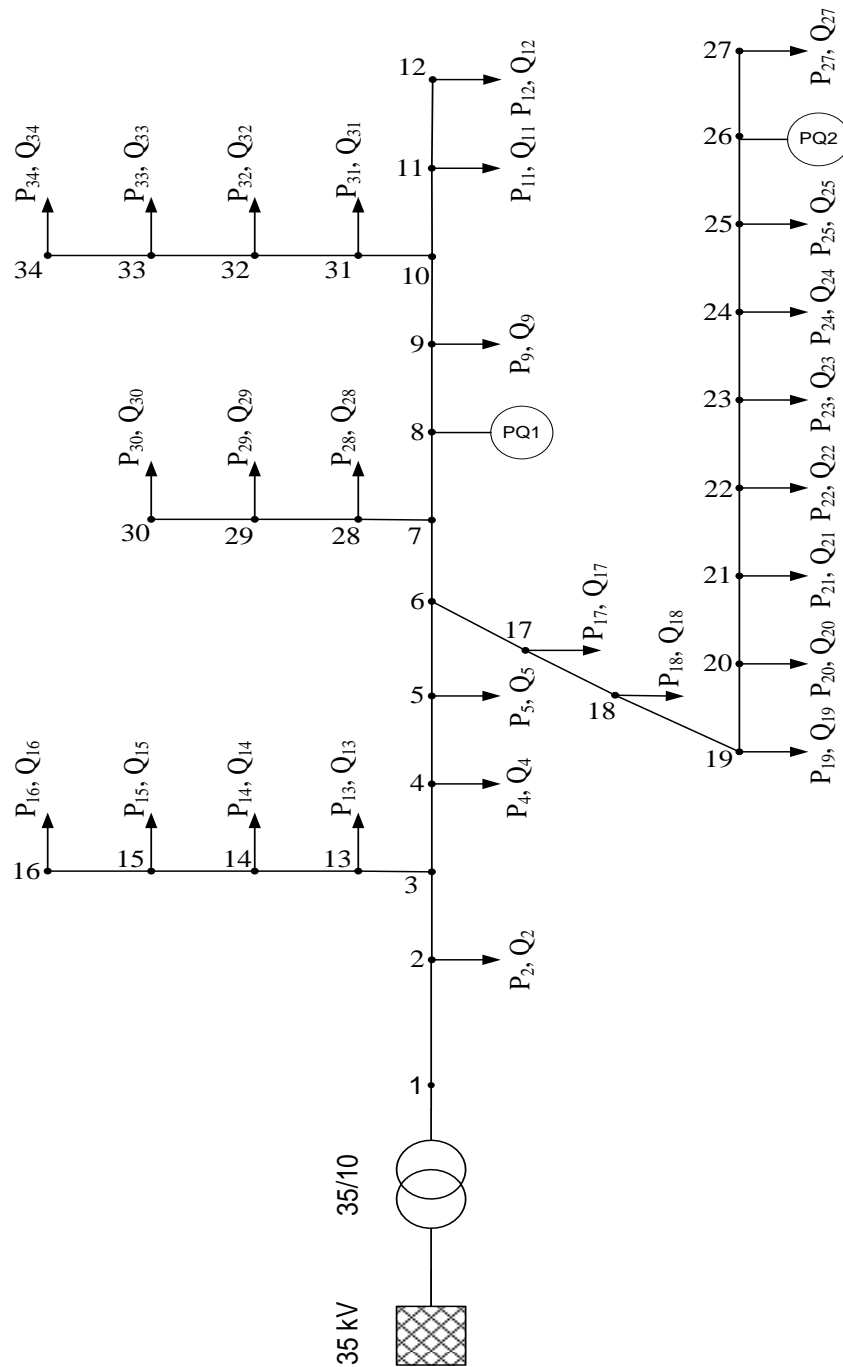 34
P34, Q34
33
P33, Q33
32
P32, Q32
31
P31, Q31
12
P12, Q12
11
P11, Q11
10
9
P9, Q9
8
PQ1
30
P30, Q30
29
P29, Q29
28
P28, Q28
7
6
17
P17, Q17
18
P18, Q18
5
P5, Q5
4
P4, Q4
16
P16, Q16
15
P15, Q15
14
P14, Q14
13
P13, Q13
3
2
P2, Q2
1
35/10
35 kV
27
P27, Q27
26
PQ2
25
P25, Q25
24
P24, Q24
23
P23, Q23
22
P22, Q22
21
P21, Q21
20
P20, Q20
19
P19, Q19